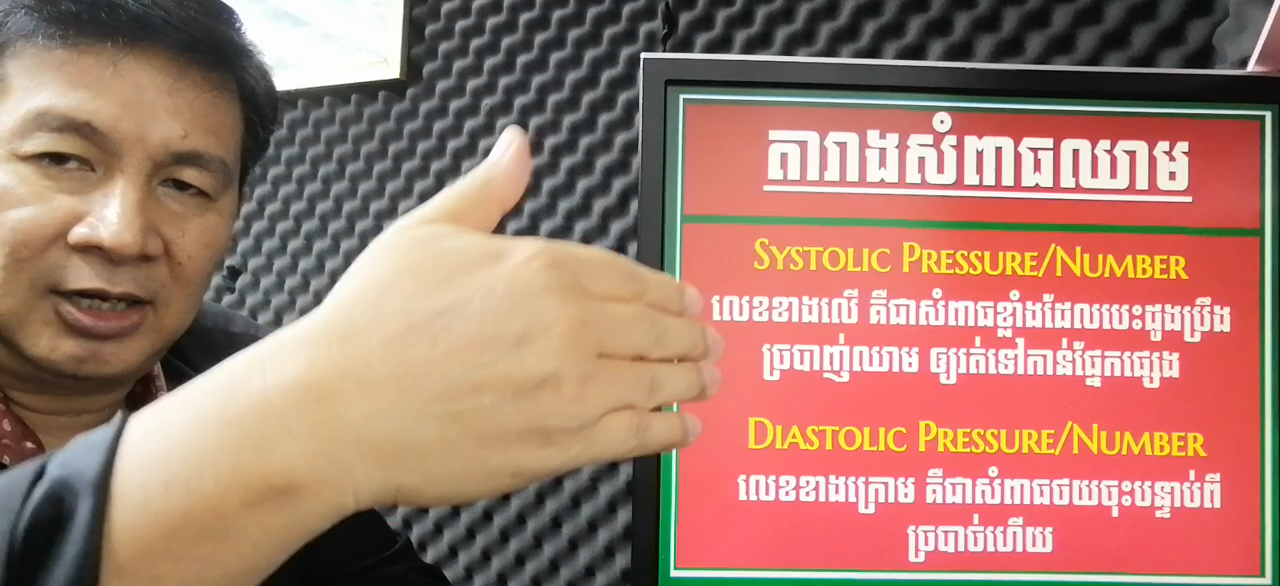 តារាងសំពាធឈាម
SYSTOLIC PRESSURE/NUMBER
លេខខាងលើ គឺជាសំពាធខ្លាំងដែលបេះដូងប្រឹង
ច្របាញ់ឈាម ឲ្យរត់ទៅកាន់ផ្នែកផ្សេង
DIASTOLIC PRESSURE/NUMBER
លេខខាងក្រោម គឺជាសំពាធថយចុះបន្ទាប់ពី
ច្របាច់ហើយ